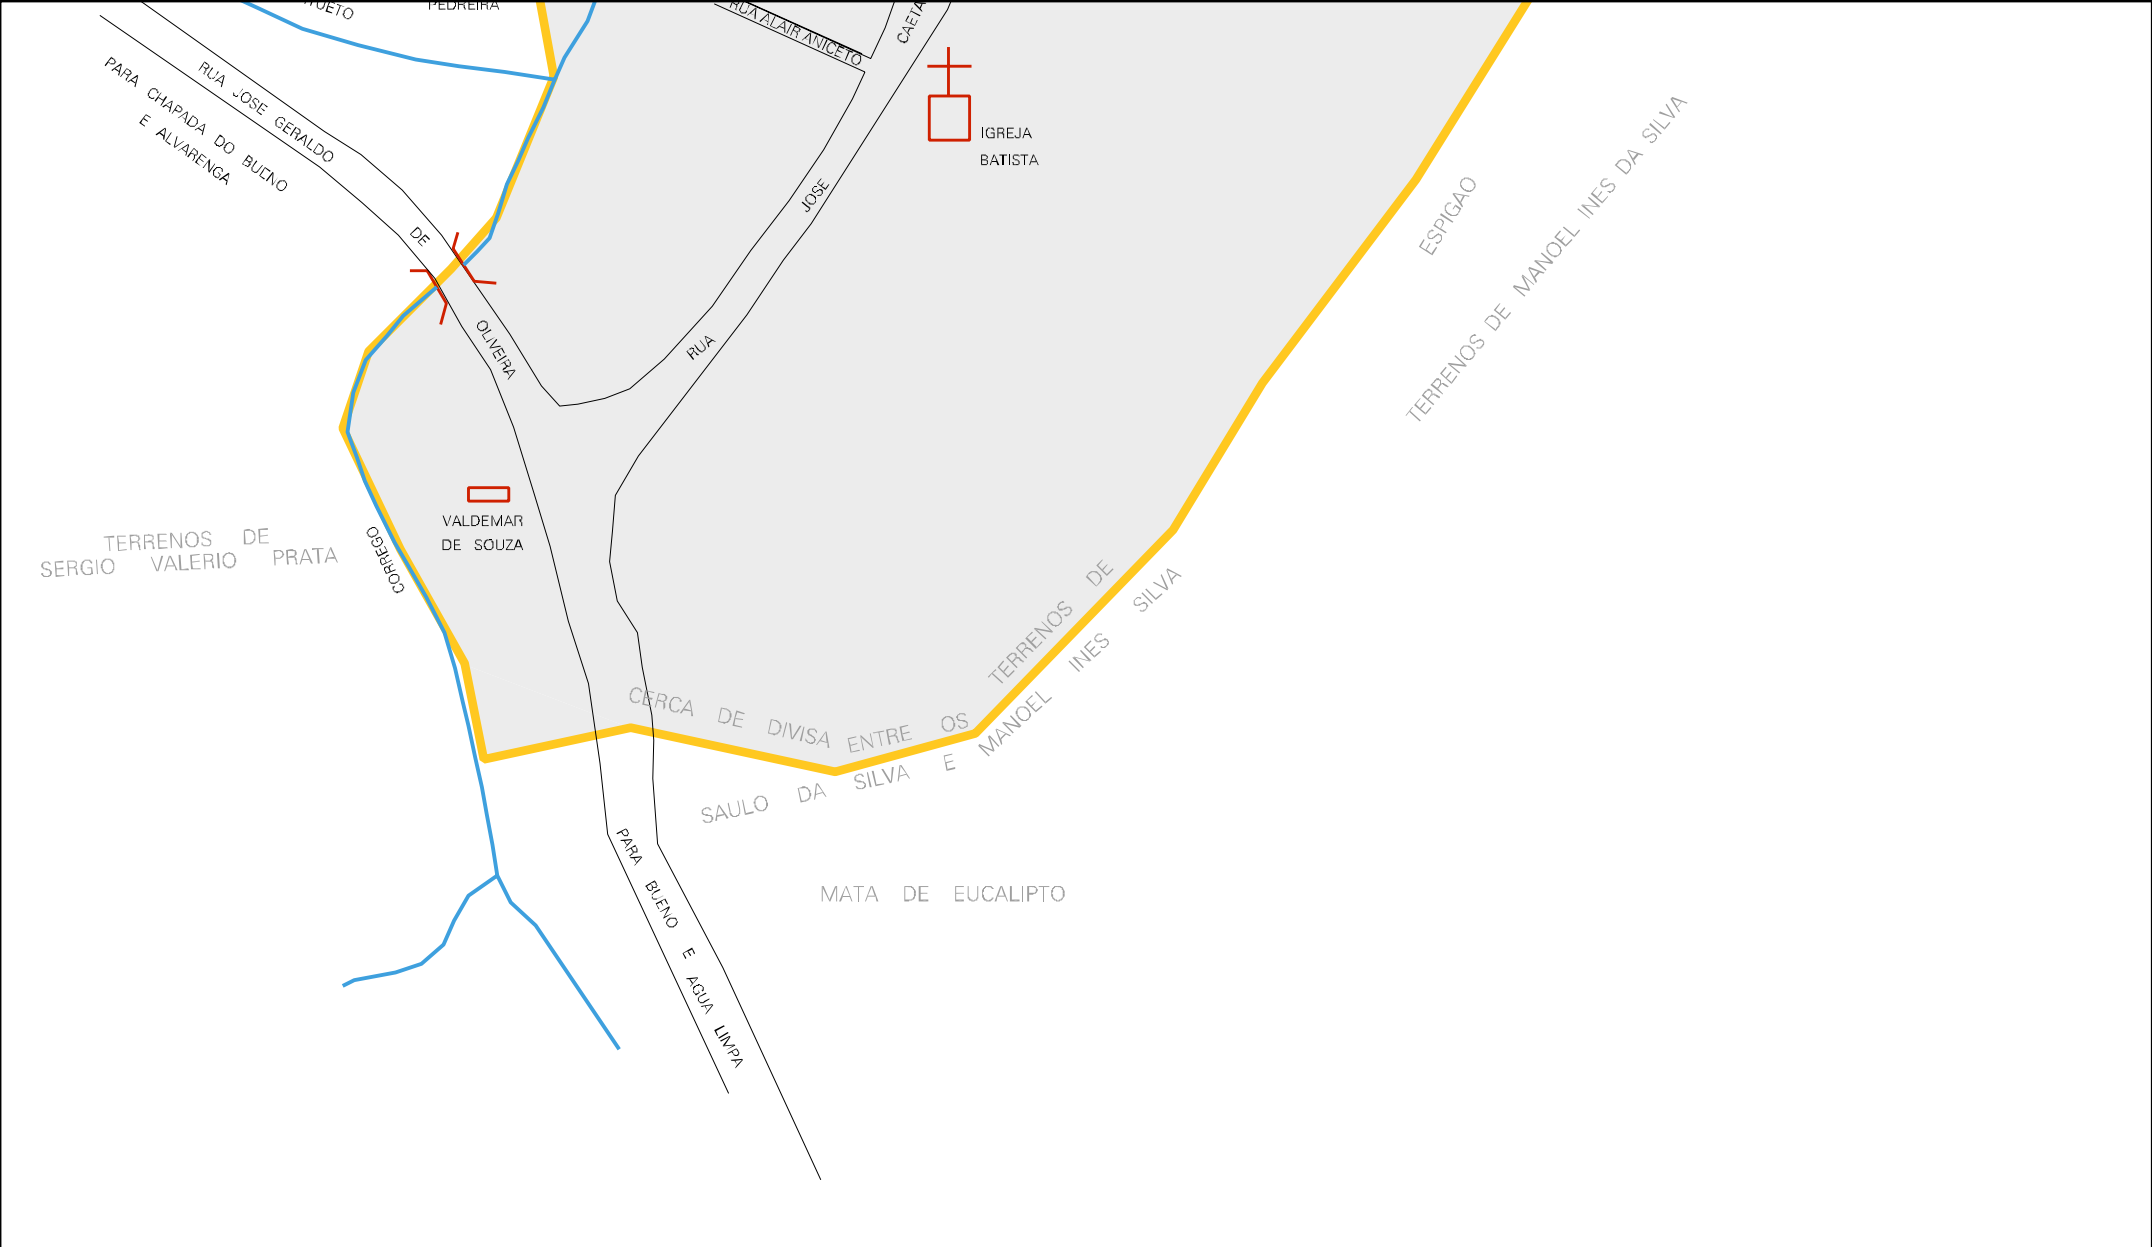 PEDREIRA
RUA ALAIR ANICETO
RUA JOSE GERALDO
DE
OLIVEIRA
PARA CHAPADA DO BUENO
E ALVARENGA
IGREJA
BATISTA
RUA
JOSE
ESPIGAO
TERRENOS DE MANOEL INES DA SILVA
VALDEMAR
DE SOUZA
CORREGO
TERRENOS DE
SERGIO VALERIO PRATA
CERCA DE DIVISA ENTRE OS
TERRENOS DE
SAULO DA SILVA E MANOEL INES SILVA
PARA BUENO E AGUA LIMPA
MATA DE EUCALIPTO